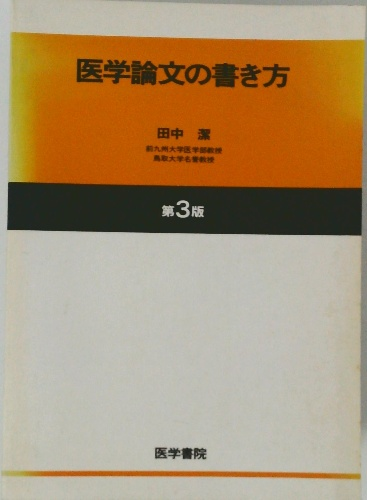 医学論文の書き方
田中 潔
前九州大学医学部教授
鳥取大学名誉教授
第3版
医学書院